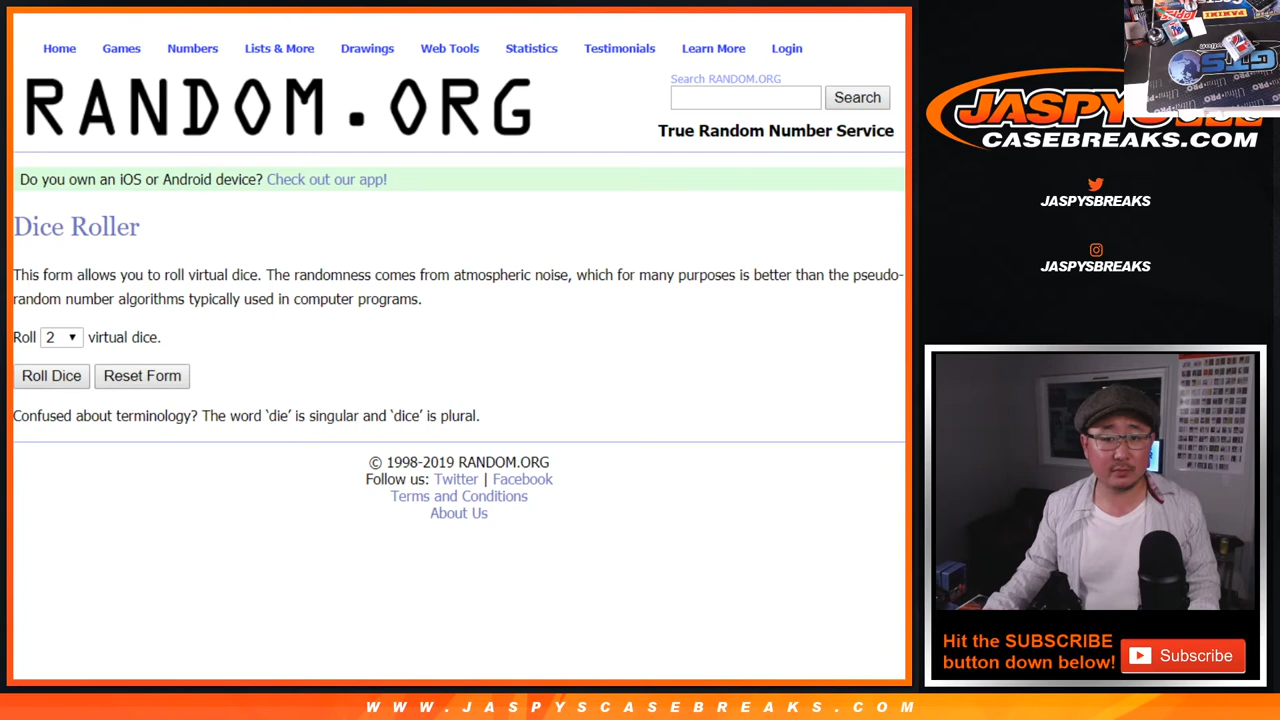 Home Games Numbers Lists & More Drawings Web Tools Statistics Testimonials Learn More Login
RANDOM.ORG
Search RANDOM.ORG
Search
True Random Number Service
Do you own an iOS or Android device? Check out our app!
Dice Roller
This form allows you to roll virtual dice. The randomness comes from atmospheric noise, which for many purposes is better than the pseudo-
random number algorithms typically used in computer programs.
Roll 2 virtual dice.
Roll Dice Reset Form
Confused about terminology? The word ‘die’ is singular and ‘dice’ is plural.
© 1998-2019 RANDOM.ORG
Follow us: Twitter | Facebook
Terms and Conditions
About Us
PANINI
GTS
CASEBREAKS.COM
JASPYSBREAKS
JASPYSBREAKS
Hit the SUBSCRIBE
button down below!
Subscribe
WWW.JASPYSCASEBREAKS.COM